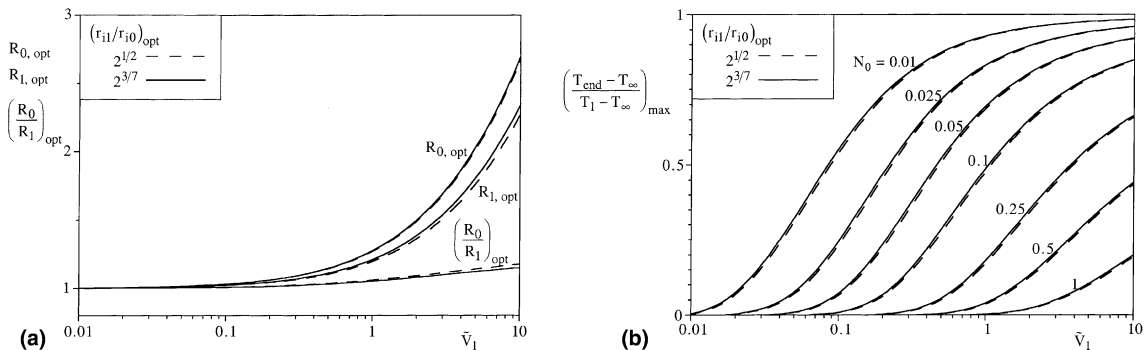 3
2
1
R0, opt
R1, opt
(R0/R1)opt
(ri1/ri0)opt
2^1/2
2^3/7
R0, opt
R1, opt
(R0/R1)opt
0.01
0.1
1
10
Ṽ1
(a)
1
0.5
0
(Tend − T∞ / T1 − T∞)max
(ri1/ri0)opt
2^1/2
2^3/7
N0 = 0.01
0.025
0.05
0.1
0.25
0.5
1
0.01
0.1
1
10
Ṽ1
(b)